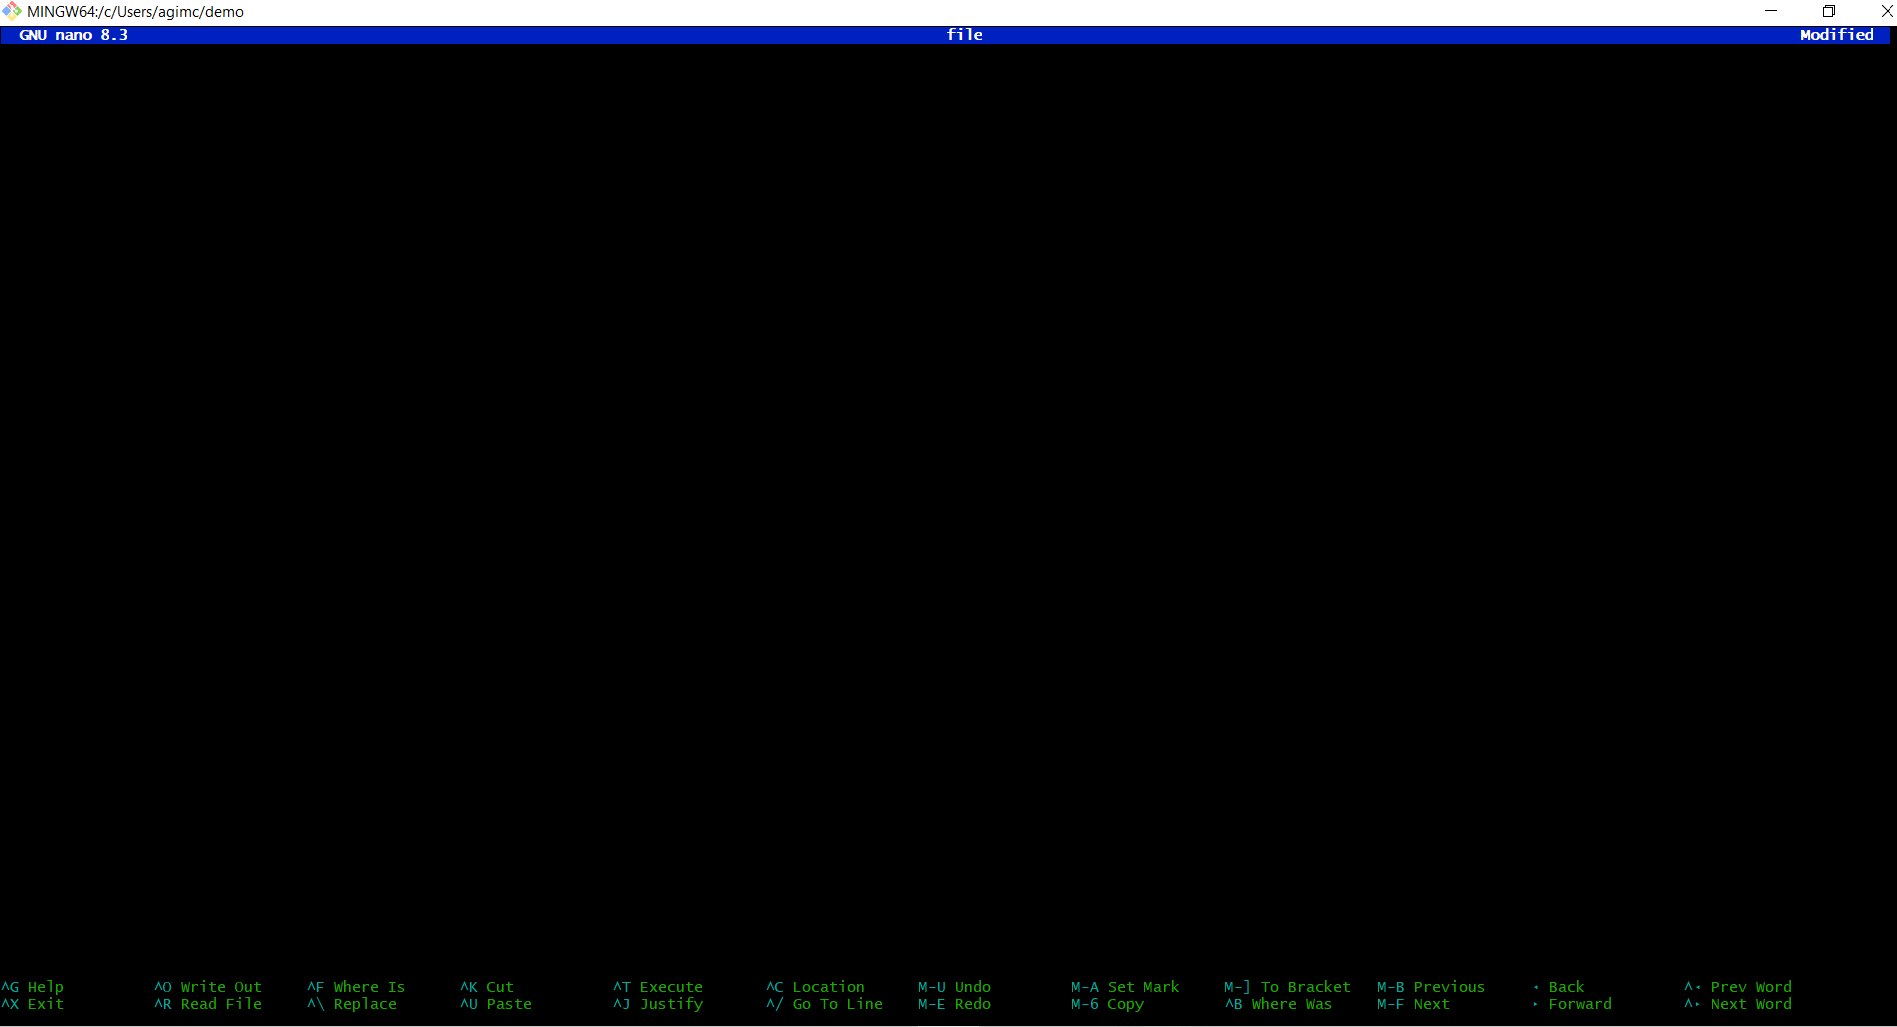 MINGW64:/c/Users/agimc/demo
GNU nano 8.3 file Modified
^G Help ^O Write Out ^F Where Is ^K Cut ^T Execute ^C Location M-U Undo M-A Set Mark M-] To Bracket M-B Previous ◂ Back ^◂ Prev Word
^X Exit ^R Read File ^\ Replace ^U Paste ^J Justify ^/ Go To Line M-E Redo M-6 Copy ^B Where Was M-F Next ▸ Forward ^▸ Next Word